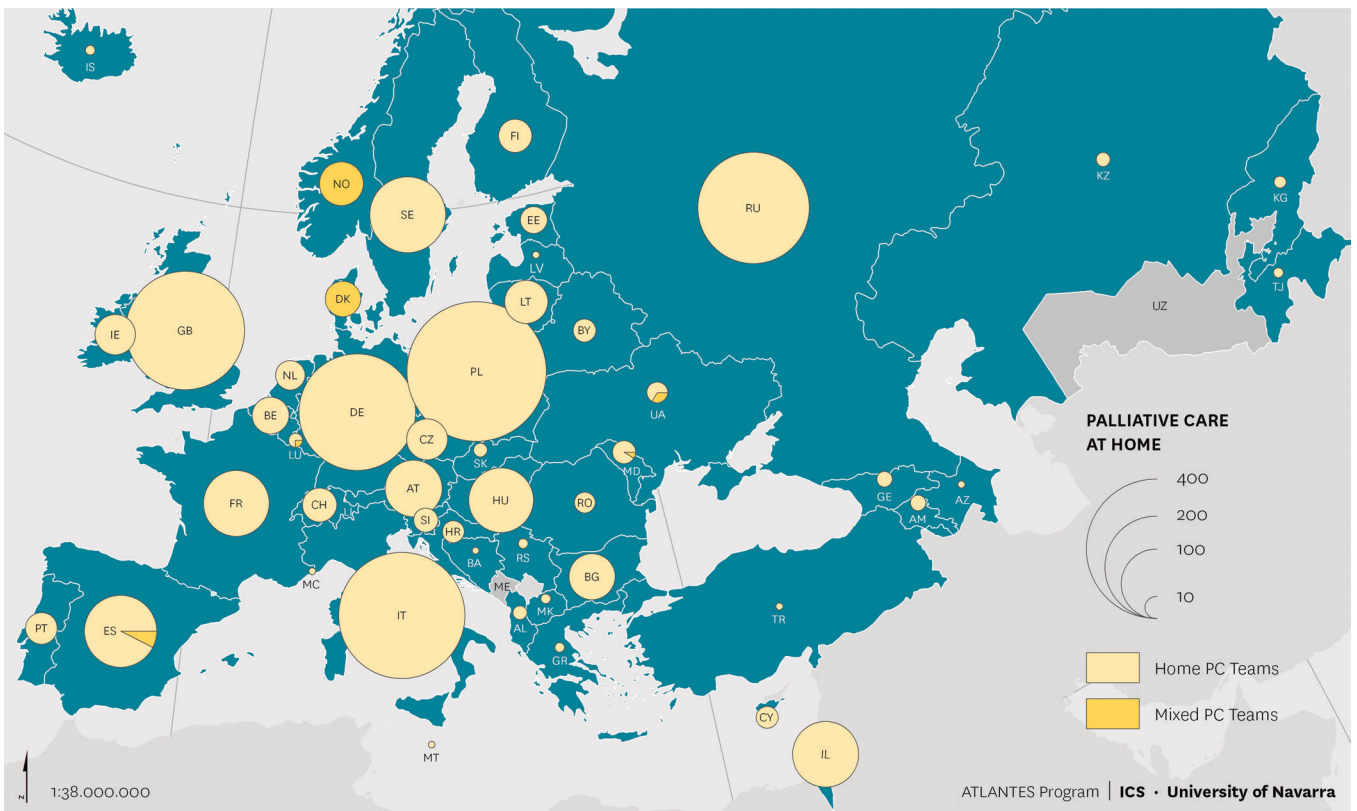 IS
FI
NO
SE
RU
KZ
KG
EE
LV
TJ
DK
LT
UZ
IE
GB
BY
NL
PL
DE
UA
BE
CZ
LU
SK
MD
AT
HU
FR
CH
LI
RO
GE
AZ
AM
SI
HR
RS
BA
MC
BG
ME
MK
IT
AL
TR
PT
ES
GR
CY
MT
IL
PALLIATIVE CARE
AT HOME
400
200
100
10
Home PC Teams
Mixed PC Teams
N
1:38.000.000
ATLANTES Program | ICS · University of Navarra